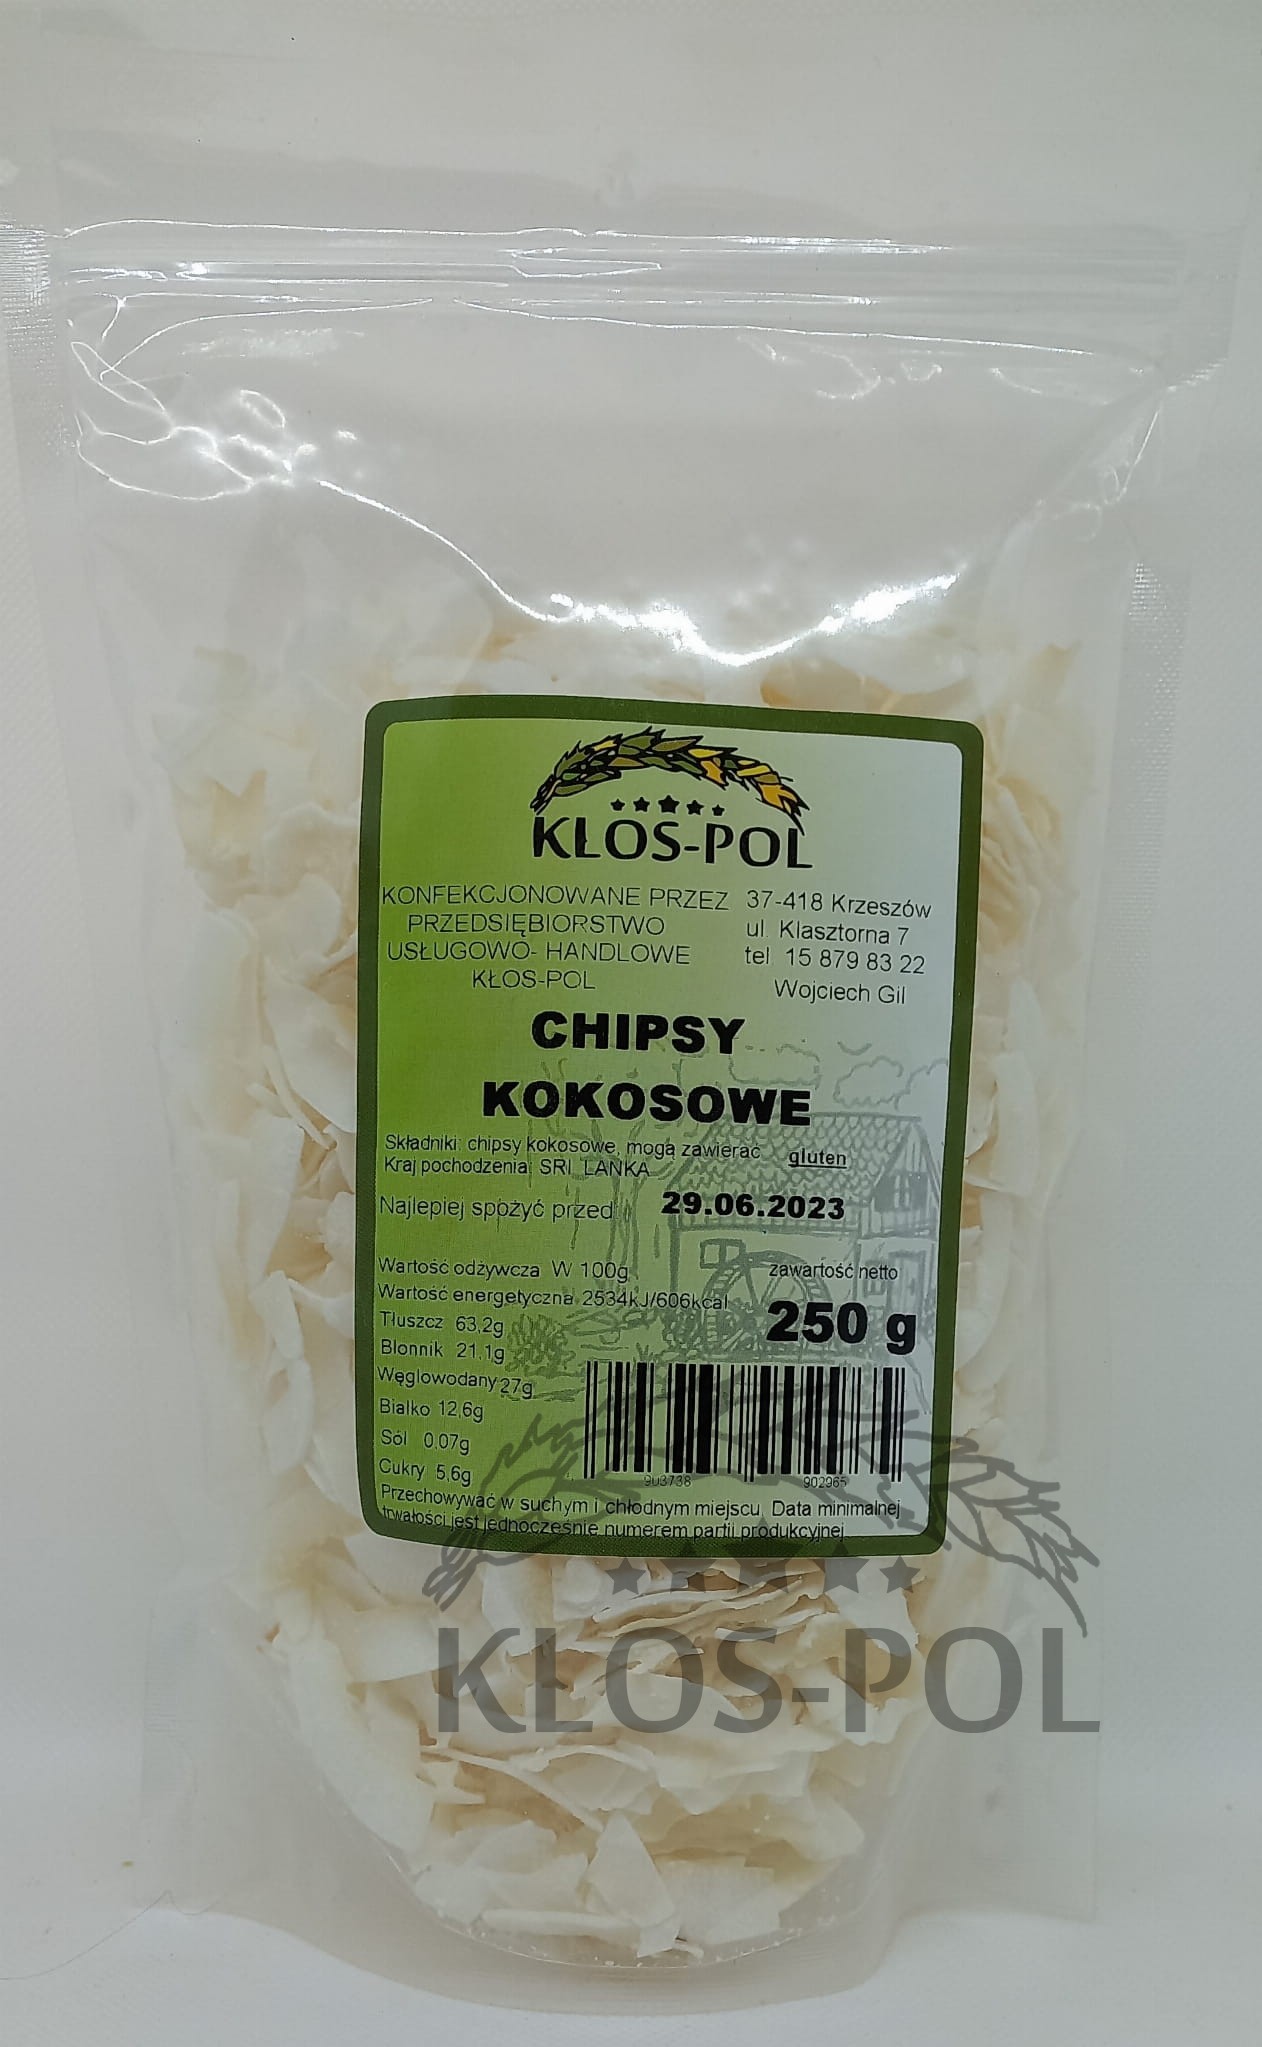 KŁOS-POL
KONFEKCJONOWANE PRZEZ
PRZEDSIĘBIORSTWO
USŁUGOWO- HANDLOWE
KŁOS-POL
37-418 Krzeszów
ul. Klasztorna 7
tel 15 879 83 22
Wojciech Gil
CHIPSY
KOKOSOWE
Składniki: chipsy kokosowe, mogą zawierać gluten
Kraj pochodzenia: SRI LANKA
Najlepiej spożyć przed: 29.06.2023
Wartość odżywcza W 100g
Wartość energetyczna 2534kJ/606kcal
Tłuszcz 63,2g
Błonnik 21,1g
Węglowodany 27g
Białko 12,6g
Sól 0,07g
Cukry 5,6g
zawartość netto
250 g
903738 902965
Przechowywać w suchym i chłodnym miejscu. Data minimalnej
trwałości jest jednocześnie numerem partii produkcyjnej
KŁOS-POL